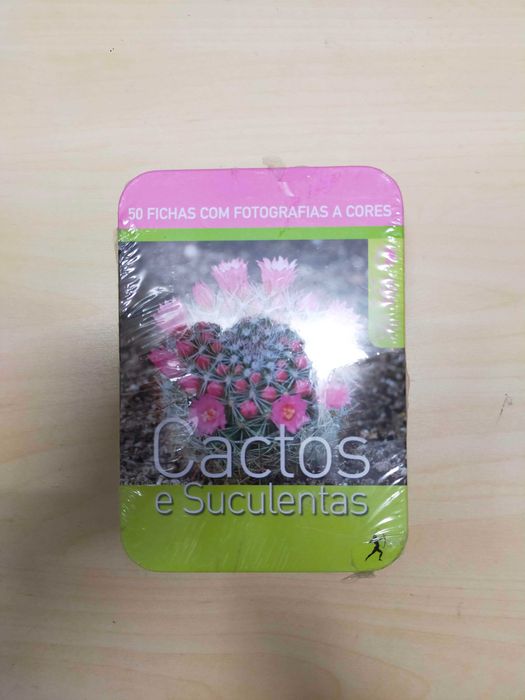 50 FICHAS COM FOTOGRAFIAS A CORES
Cactos
e Suculentas